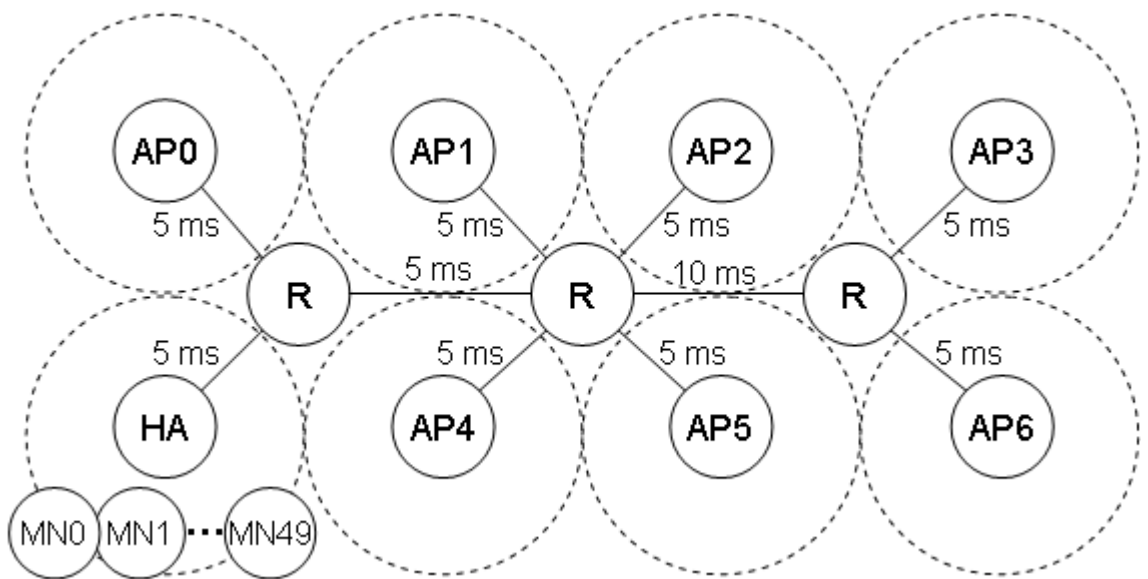 AP0 AP1 AP2 AP3
5 ms 5 ms 5 ms 5 ms
5 ms 10 ms
R R R
5 ms 5 ms 5 ms 5 ms
HA AP4 AP5 AP6
MN0 MN1 ••• MN49